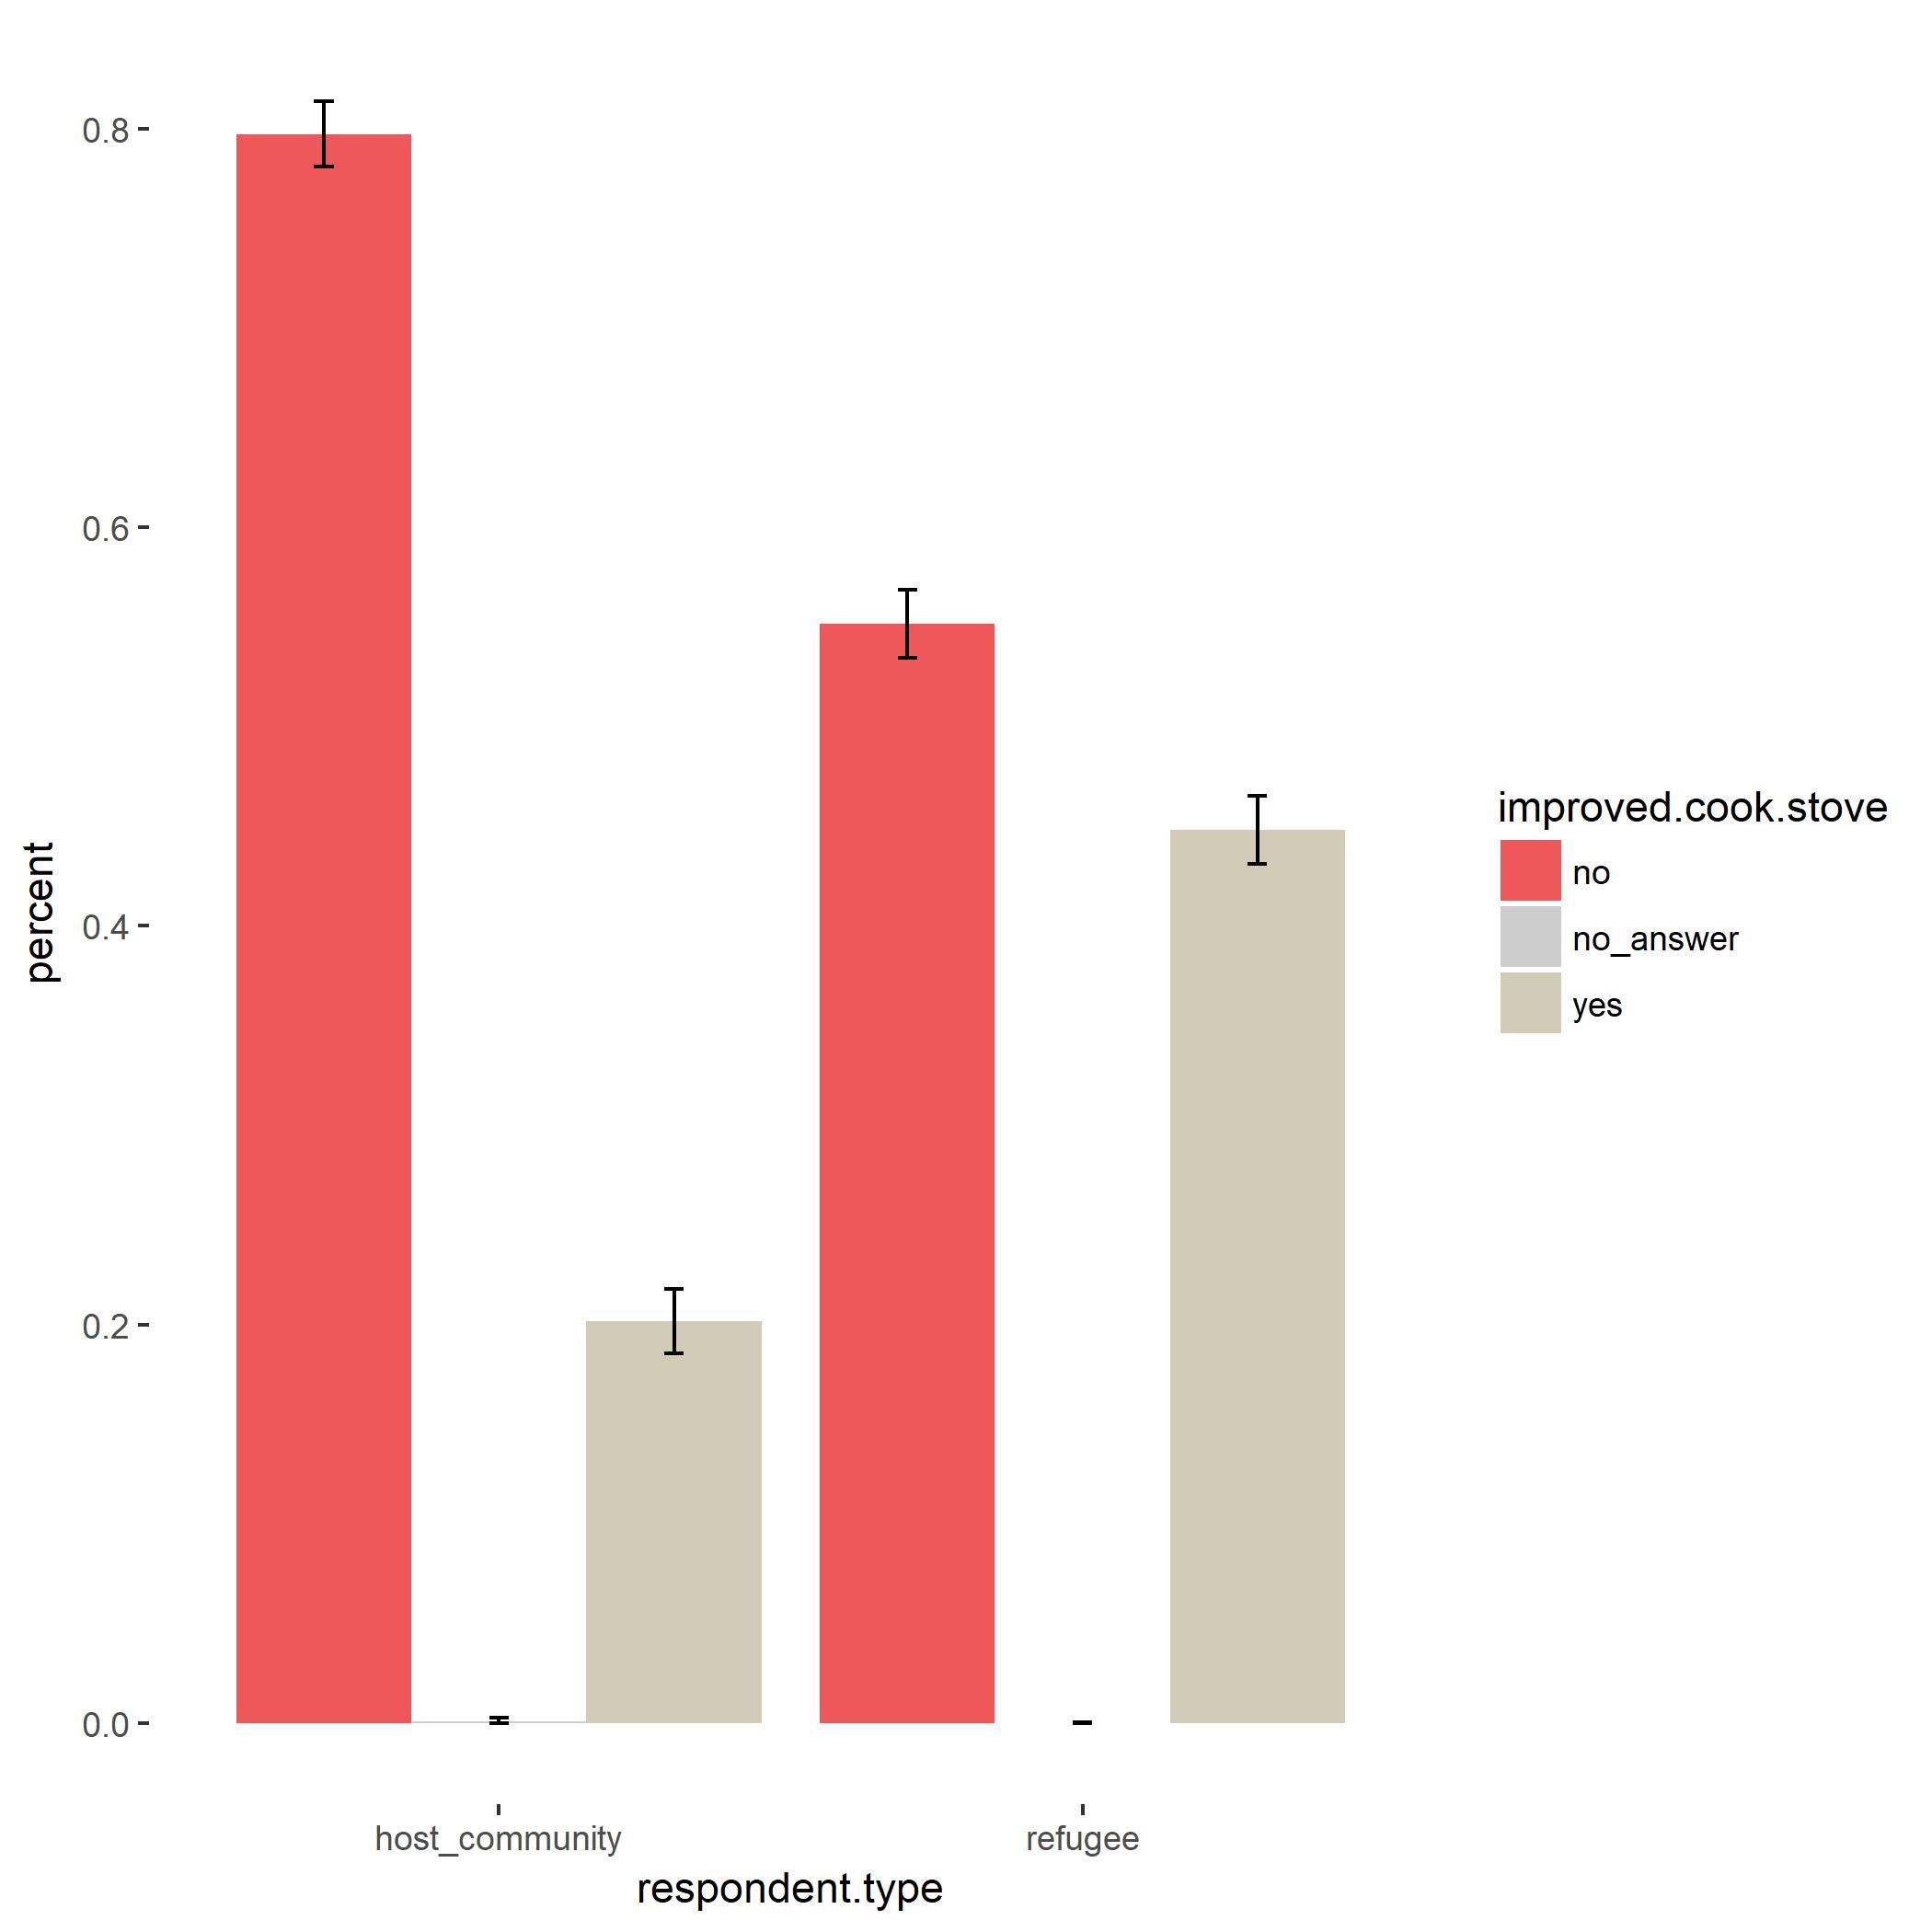 percent
0.8
0.6
0.4
0.2
0.0
host_community
refugee
respondent.type
improved.cook.stove
no
no_answer
yes